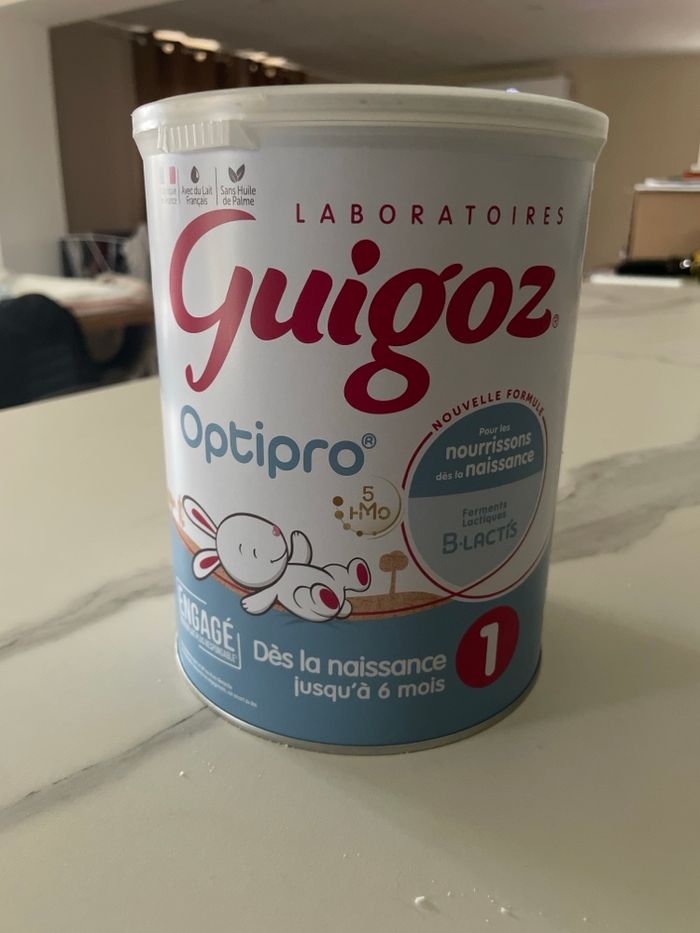 Avec du Lait
Français
Sans Huile
de Palme
LABORATOIRES
Guigoz
Optipro®
NOUVELLE FORMULE
Pour les
nourrissons
dès la naissance
5
HMO
Ferments
Lactiques
B·LACTIS
ENGAGÉ
RESPONSABLE
Dès la naissance
jusqu'à 6 mois
1